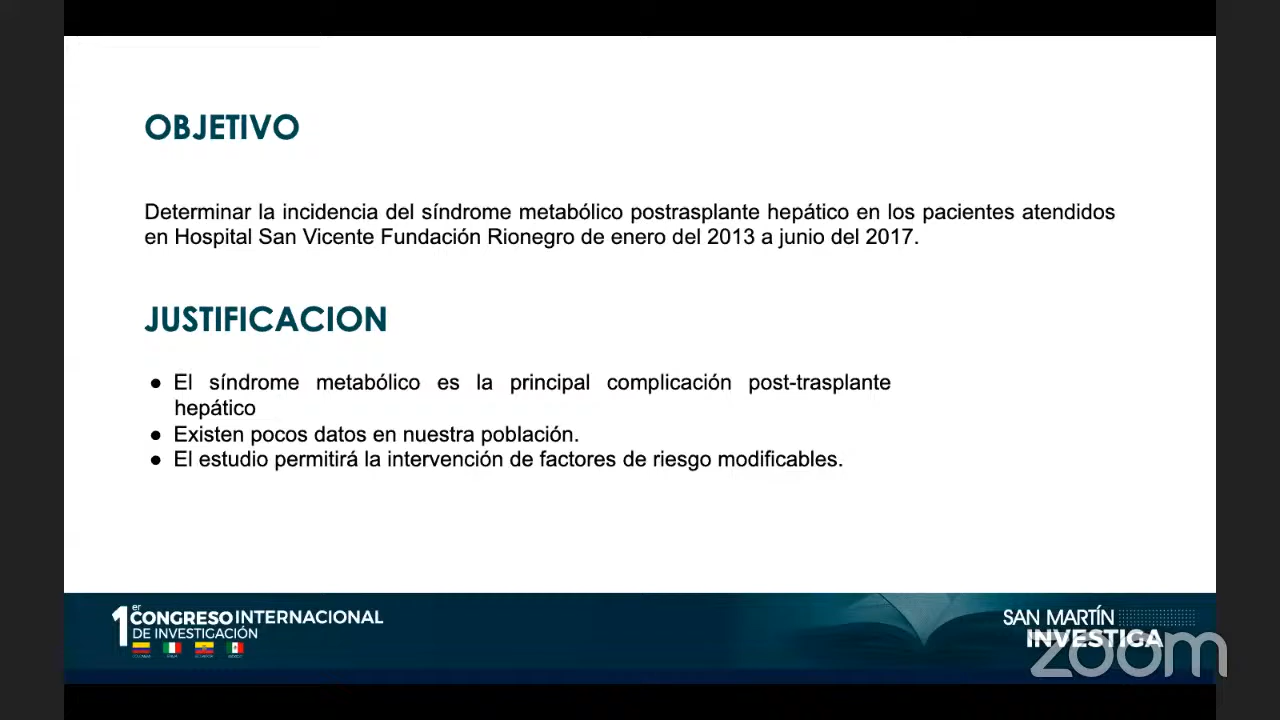 OBJETIVO
Determinar la incidencia del síndrome metabólico postrasplante hepático en los pacientes atendidos
en Hospital San Vicente Fundación Rionegro de enero del 2013 a junio del 2017.
JUSTIFICACION
● El síndrome metabólico es la principal complicación post-trasplante
hepático
● Existen pocos datos en nuestra población.
● El estudio permitirá la intervención de factores de riesgo modificables.
1er CONGRESO INTERNACIONAL
DE INVESTIGACIÓN
SAN MARTÍN
INVESTIGA
zoom